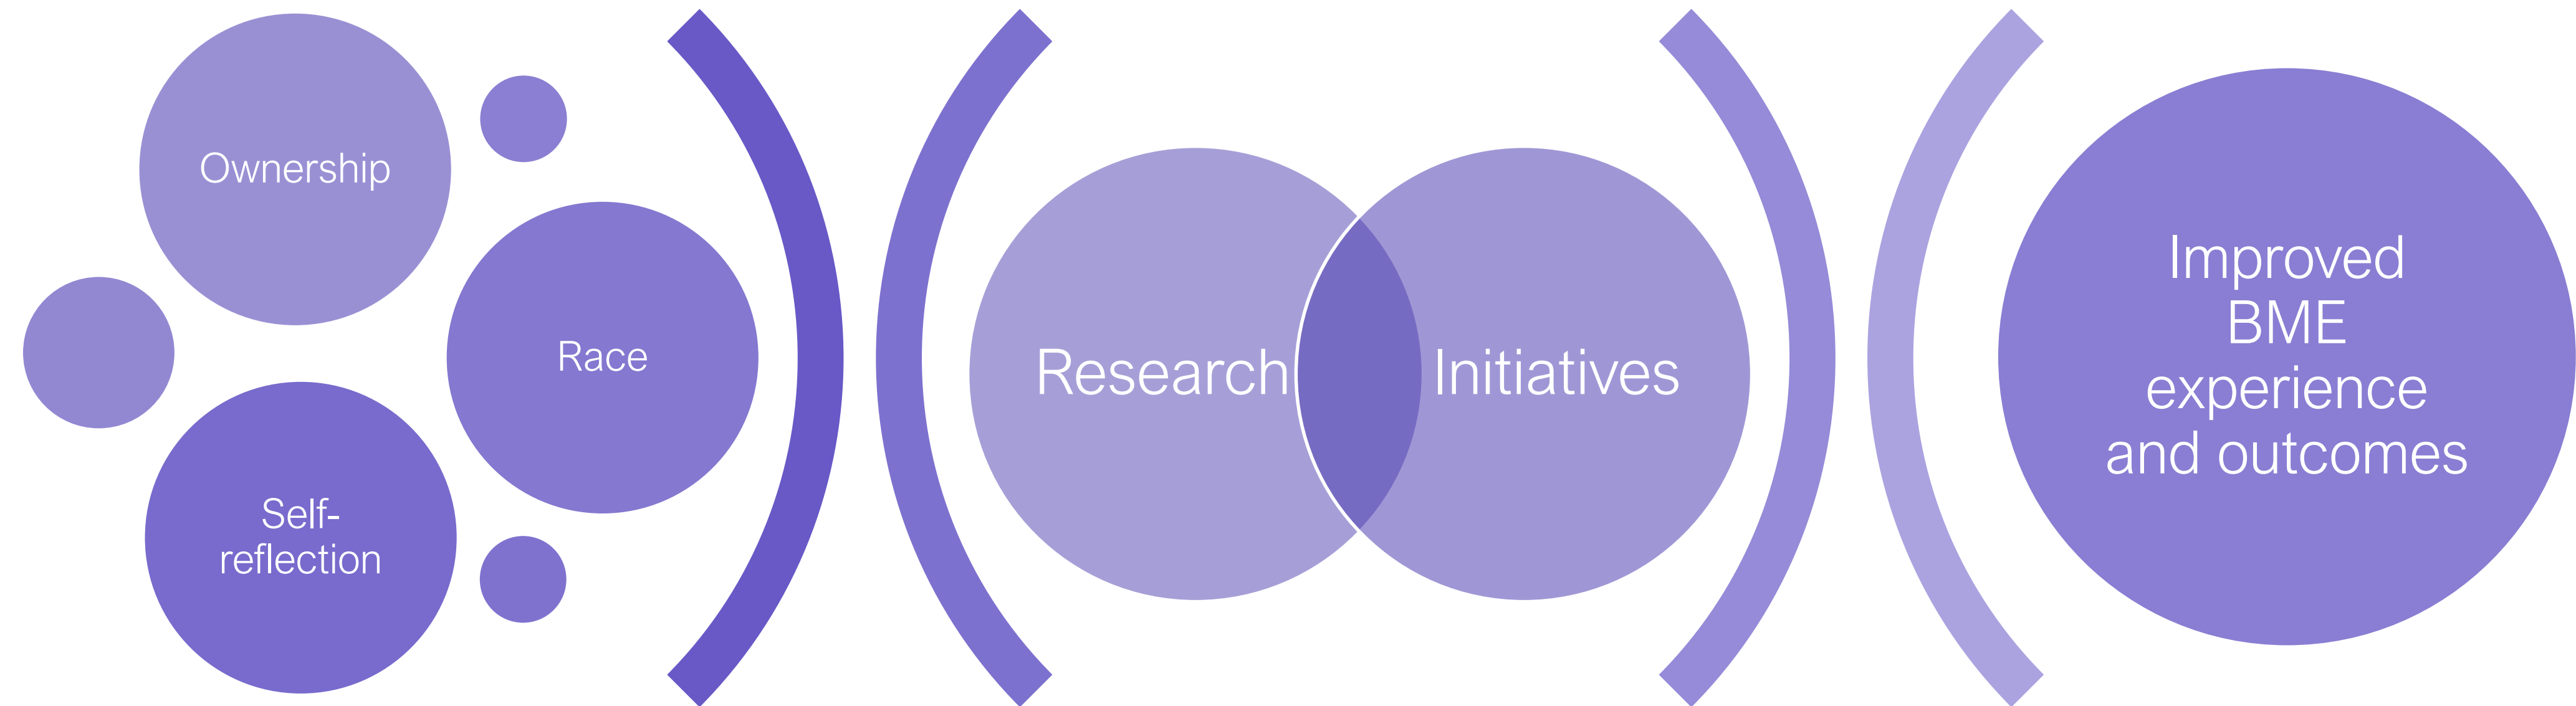 Ownership
Race
Self-
reflection
Research
Initiatives
Improved
BME
experience
and outcomes